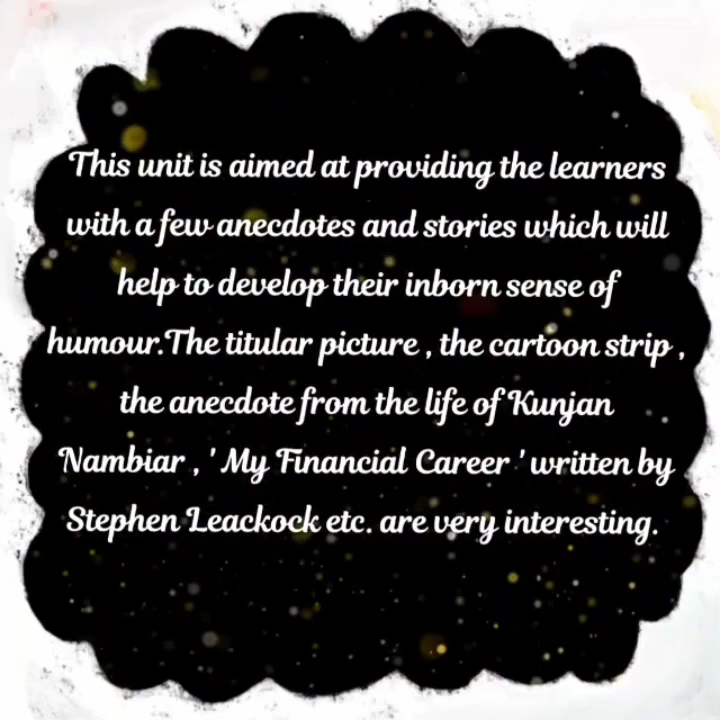 This unit is aimed at providing the learners
with a few anecdotes and stories which will
help to develop their inborn sense of
humour.The titular picture , the cartoon strip ,
the anecdote from the life of Kunjan
Nambiar , ' My Financial Career ' written by
Stephen Leackock etc. are very interesting.